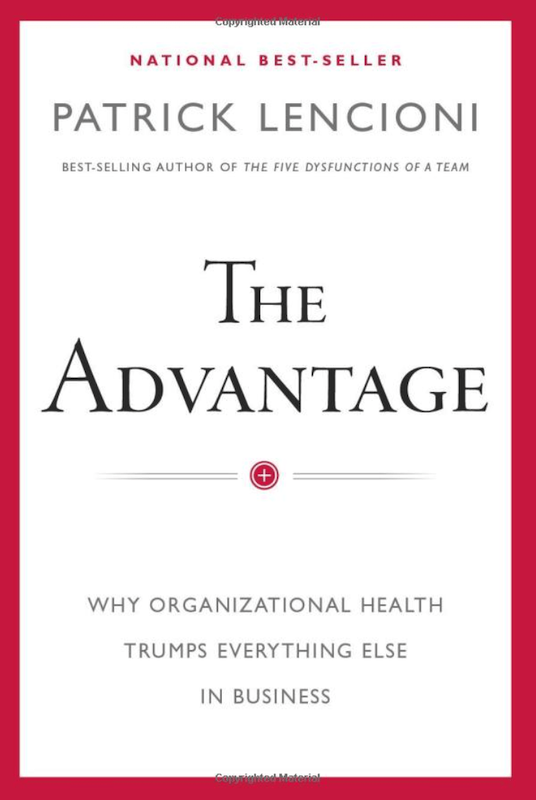 Copyrighted Material
NATIONAL BEST-SELLER
PATRICK LENCIONI
BEST-SELLING AUTHOR OF THE FIVE DYSFUNCTIONS OF A TEAM
THE
ADVANTAGE
WHY ORGANIZATIONAL HEALTH
TRUMPS EVERYTHING ELSE
IN BUSINESS
Copyrighted Material